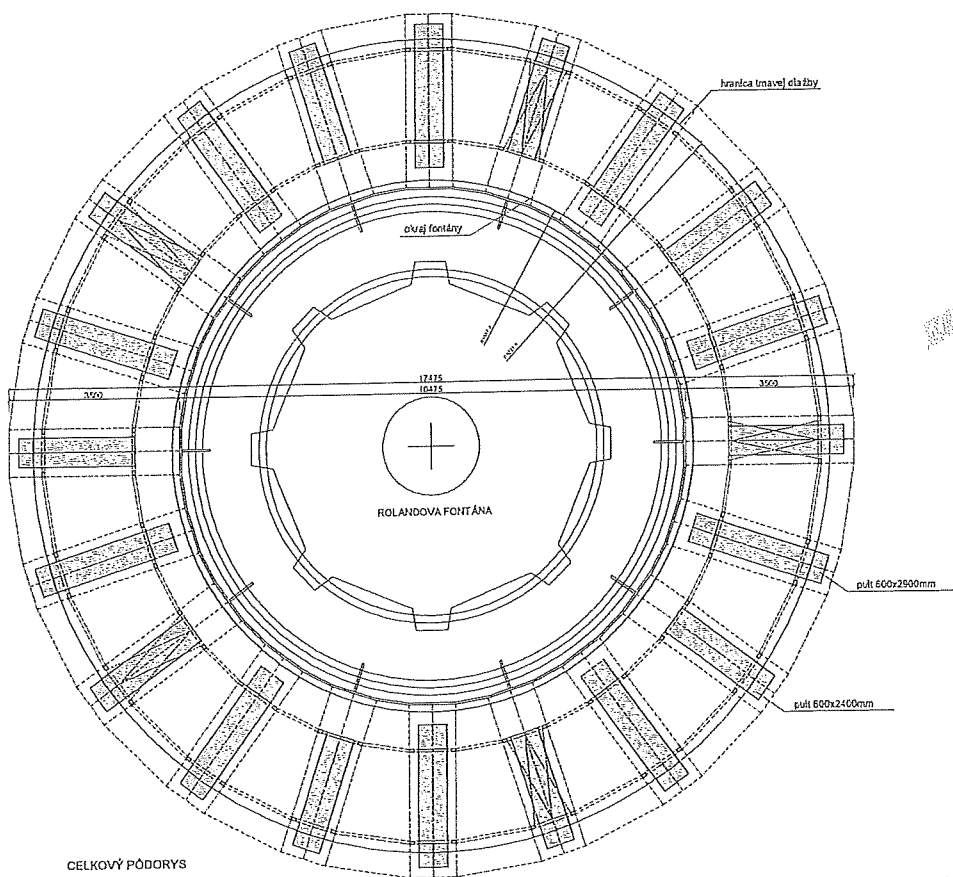 hranica tmavej dlažby
okraj fontány
17475
10475
3500
3500
ROLANDOVA FONTÁNA
pult 600x2900mm
pult 600x2400mm
CELKOVÝ PÔDORYS